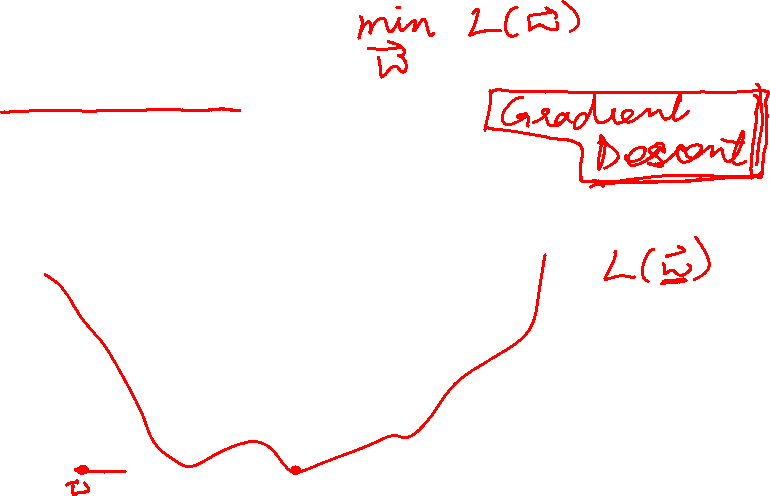 min L(w⃗)
w⃗
Gradient
Descent
L(w⃗)
w